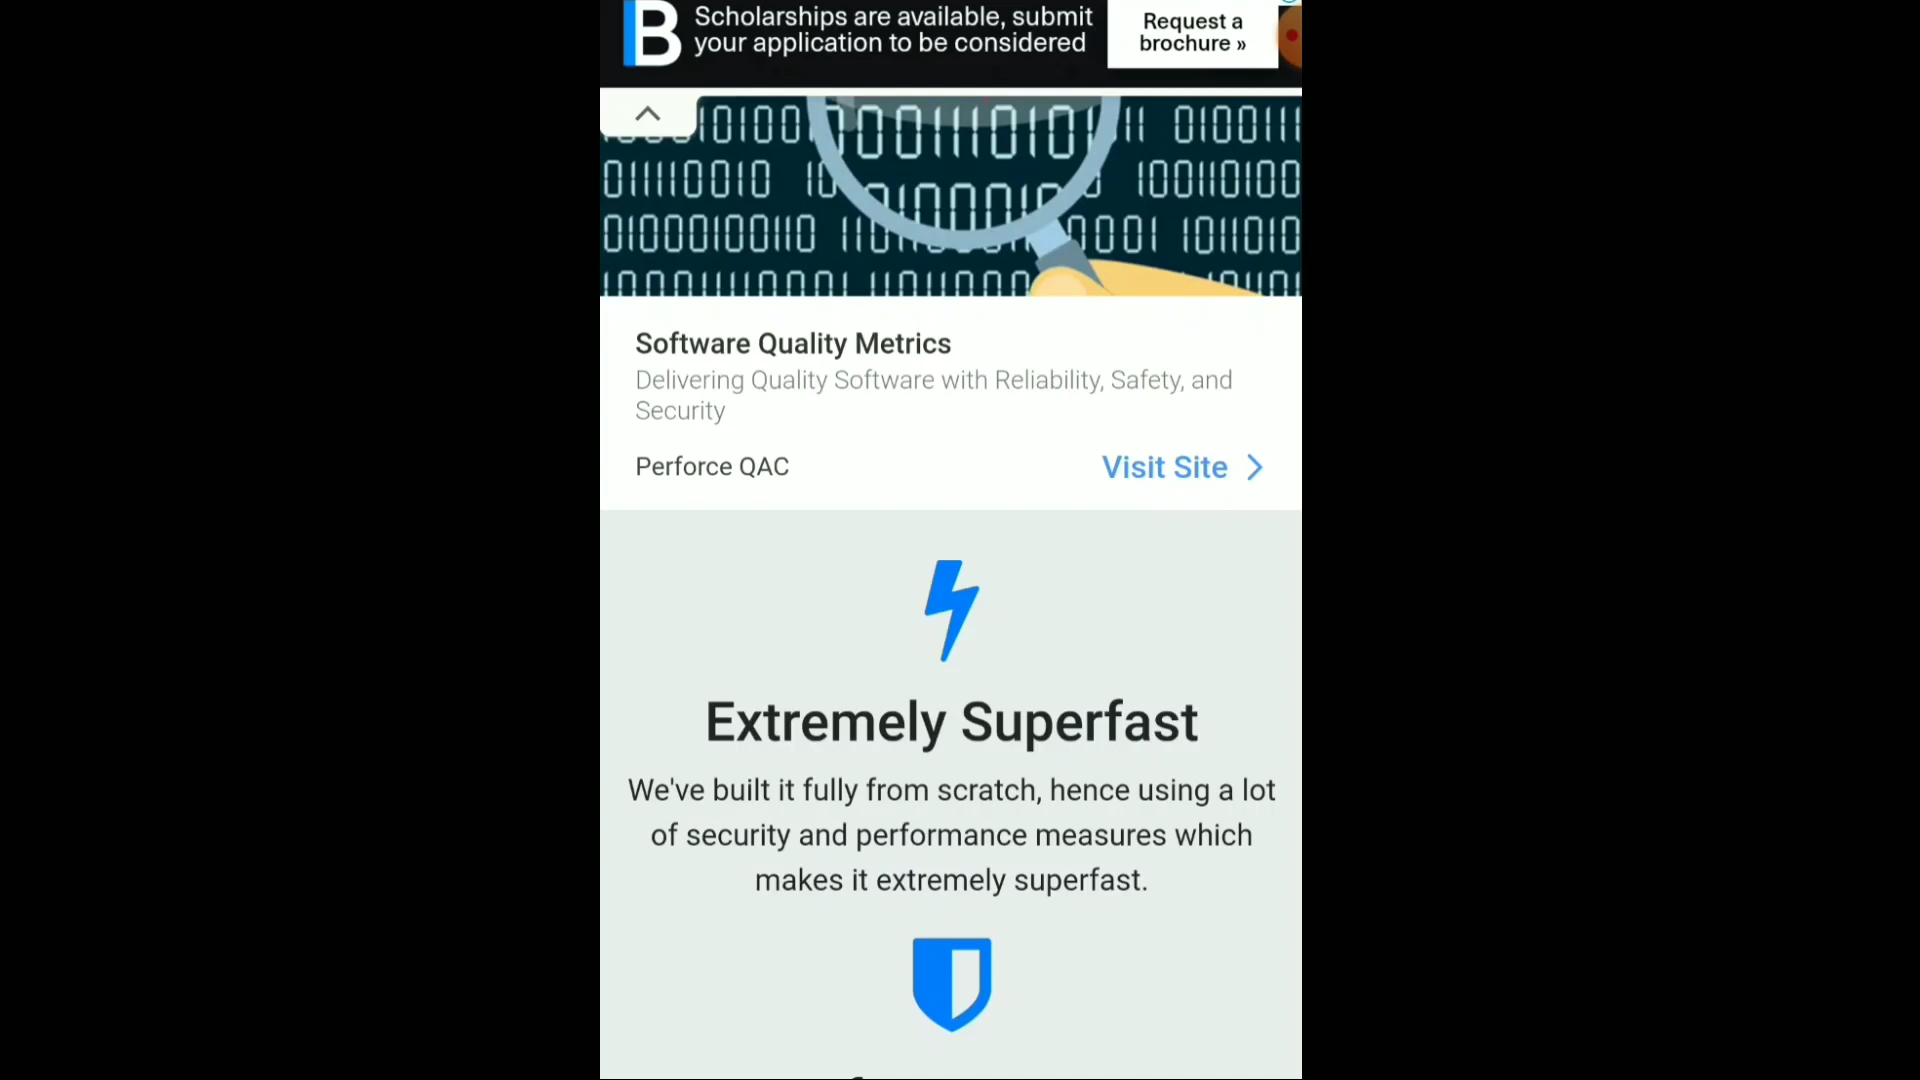 B
Scholarships are available, submit
your application to be considered
Request a
brochure »
Software Quality Metrics
Delivering Quality Software with Reliability, Safety, and
Security
Perforce QAC
Visit Site
Extremely Superfast
We've built it fully from scratch, hence using a lot
of security and performance measures which
makes it extremely superfast.